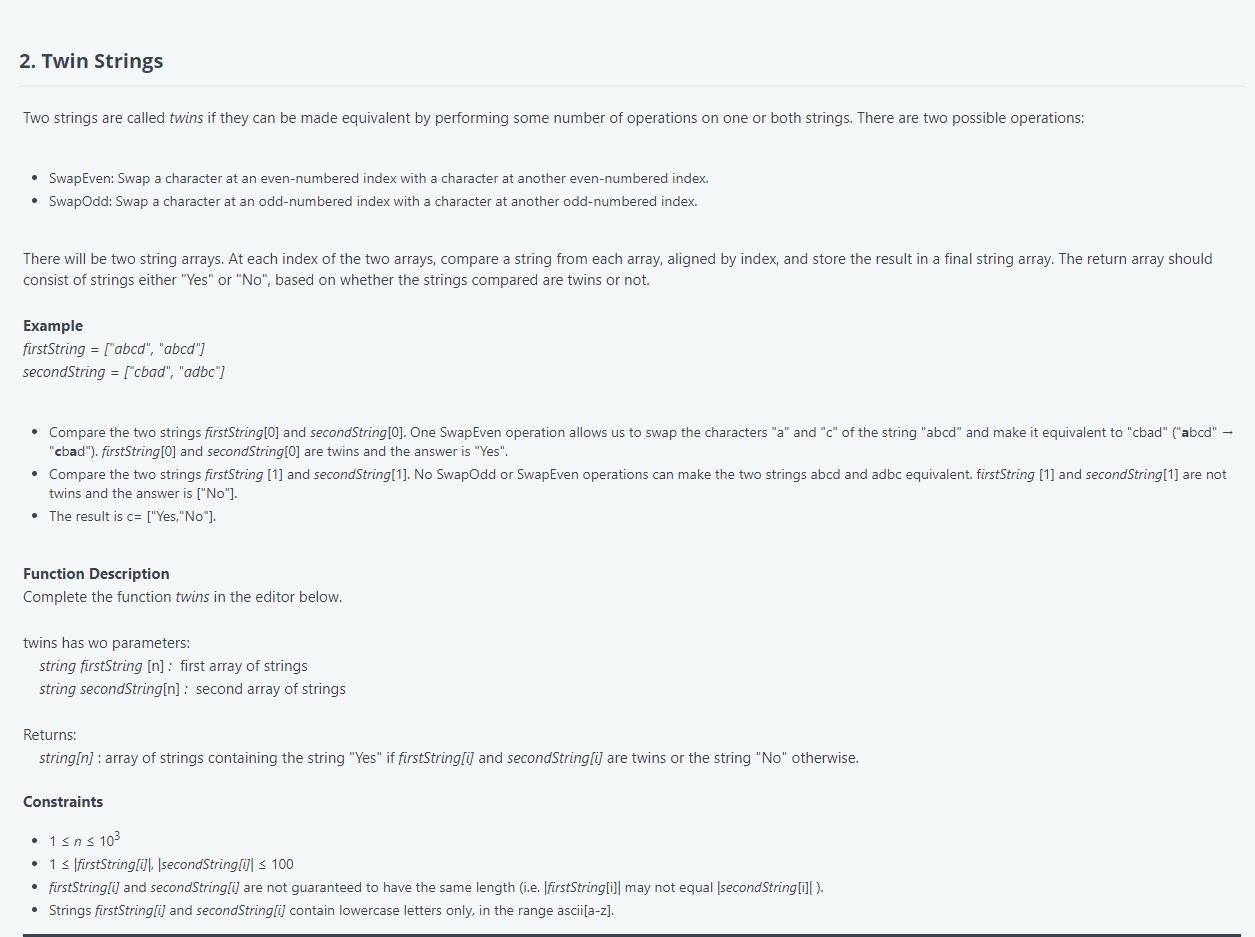 2. Twin Strings
Two strings are called twins if they can be made equivalent by performing some number of operations on one or both strings. There are two possible operations:
• SwapEven: Swap a character at an even-numbered index with a character at another even-numbered index.
• SwapOdd: Swap a character at an odd-numbered index with a character at another odd-numbered index.
There will be two string arrays. At each index of the two arrays, compare a string from each array, aligned by index, and store the result in a final string array. The return array should
consist of strings either "Yes" or "No", based on whether the strings compared are twins or not.
Example
firstString = ["abcd", "abcd"]
secondString = ["cbad", "adbc"]
• Compare the two strings firstString[0] and secondString[0]. One SwapEven operation allows us to swap the characters "a" and "c" of the string "abcd" and make it equivalent to "cbad" ("abcd" →
"cbad"). firstString[0] and secondString[0] are twins and the answer is "Yes".
• Compare the two strings firstString [1] and secondString[1]. No SwapOdd or SwapEven operations can make the two strings abcd and adbc equivalent. firstString [1] and secondString[1] are not
twins and the answer is ["No"].
• The result is c= ["Yes,"No"].
Function Description
Complete the function twins in the editor below.
twins has wo parameters:
string firstString [n] : first array of strings
string secondString[n] : second array of strings
Returns:
string[n] : array of strings containing the string "Yes" if firstString[i] and secondString[i] are twins or the string "No" otherwise.
Constraints
• 1 ≤ n ≤ 10³
• 1 ≤ |firstString[i]|, |secondString[i]| ≤ 100
• firstString[i] and secondString[i] are not guaranteed to have the same length (i.e. |firstString[i]| may not equal |secondString[i]| ).
• Strings firstString[i] and secondString[i] contain lowercase letters only, in the range ascii[a-z].